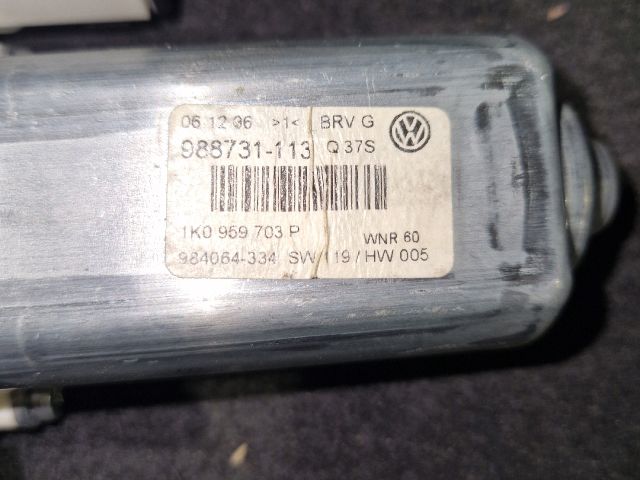 06 12 06 >1< BRV G
988731-113 Q 37S
1K0 959 703 P WNR 60
984064-334 SW 119 / HW 005